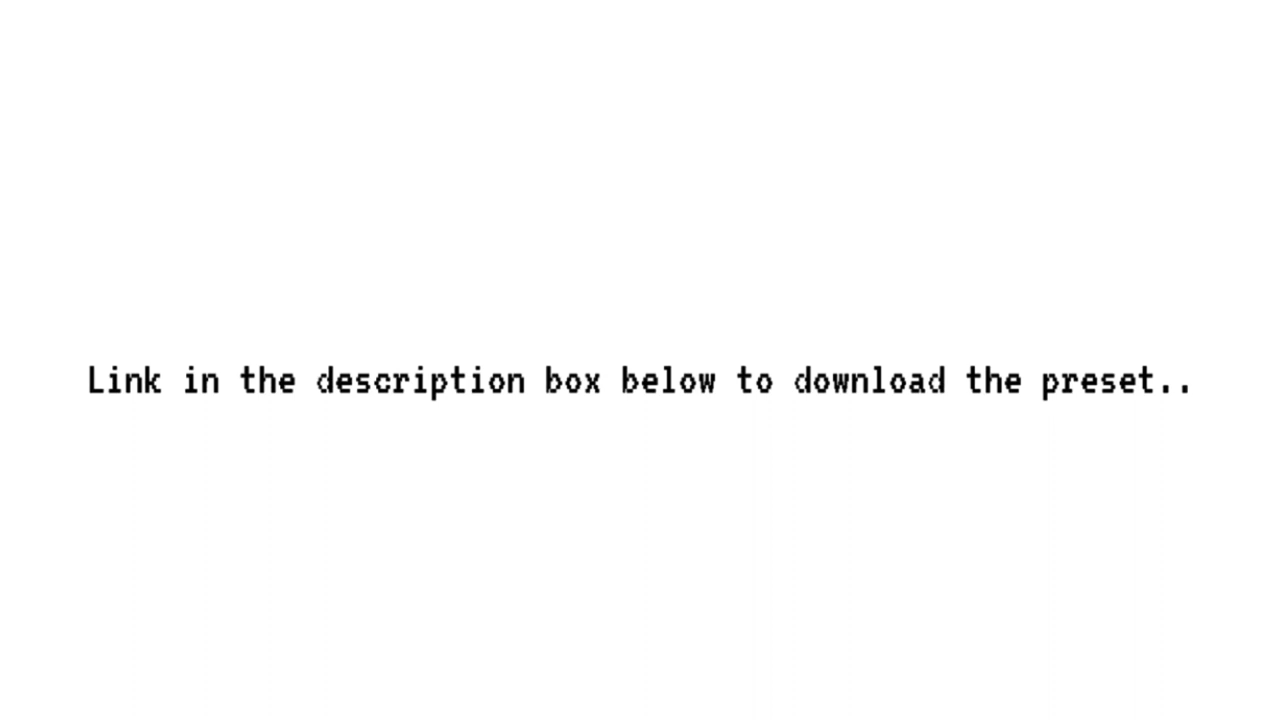 Link in the description box below to download the preset..